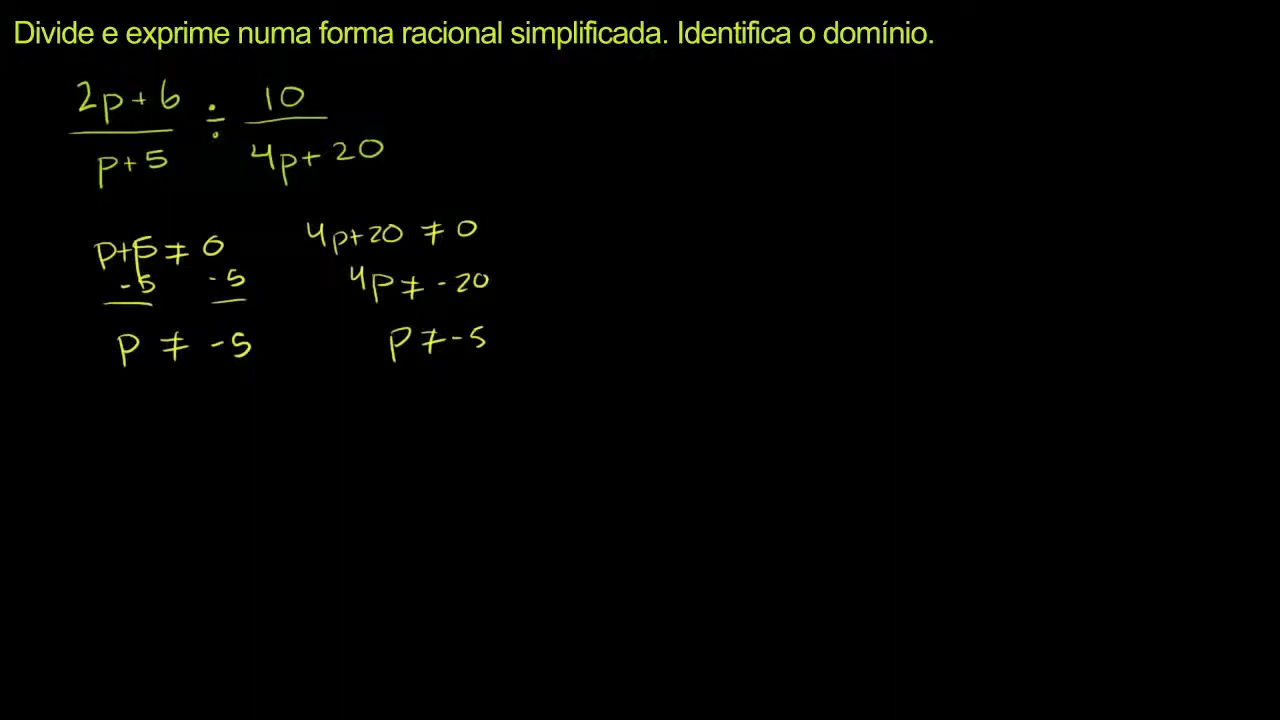 Divide e exprime numa forma racional simplificada. Identifica o domínio.
2p+6 ÷ 10
p+5 4p+20
p+5 ≠ 0 4p+20 ≠ 0
-5 -5 4p ≠ -20
p ≠ -5 p ≠ -5